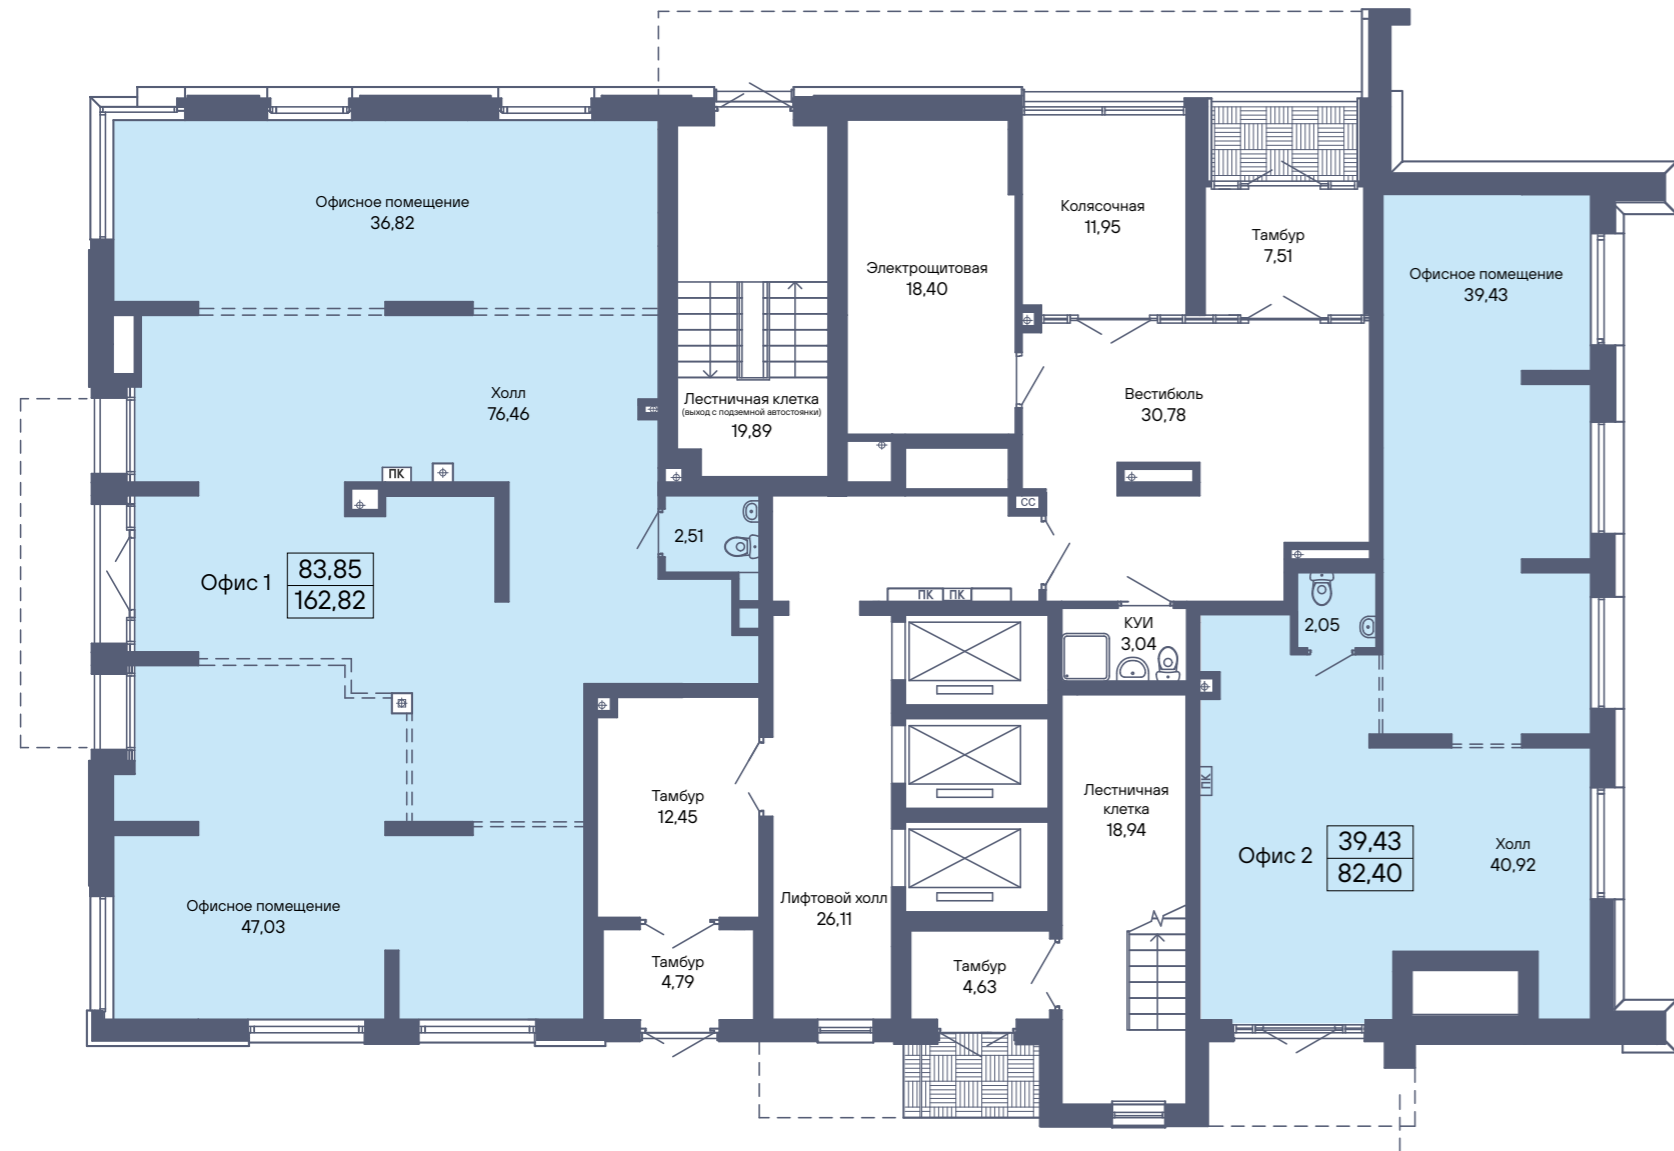 Офисное помещение
36,82
Холл
76,46
ПК
Офис 1
83,85
162,82
2,51
Офисное помещение
47,03
Лестничная клетка
(выход с подземной автостоянки)
19,89
Электрощитовая
18,40
Колясочная
11,95
Тамбур
7,51
Вестибюль
30,78
СС
ПК
ПК
КУИ
3,04
Тамбур
12,45
Тамбур
4,79
Лифтовой холл
26,11
Тамбур
4,63
Лестничная
клетка
18,94
Офисное помещение
39,43
2,05
ПК
Офис 2
39,43
82,40
Холл
40,92